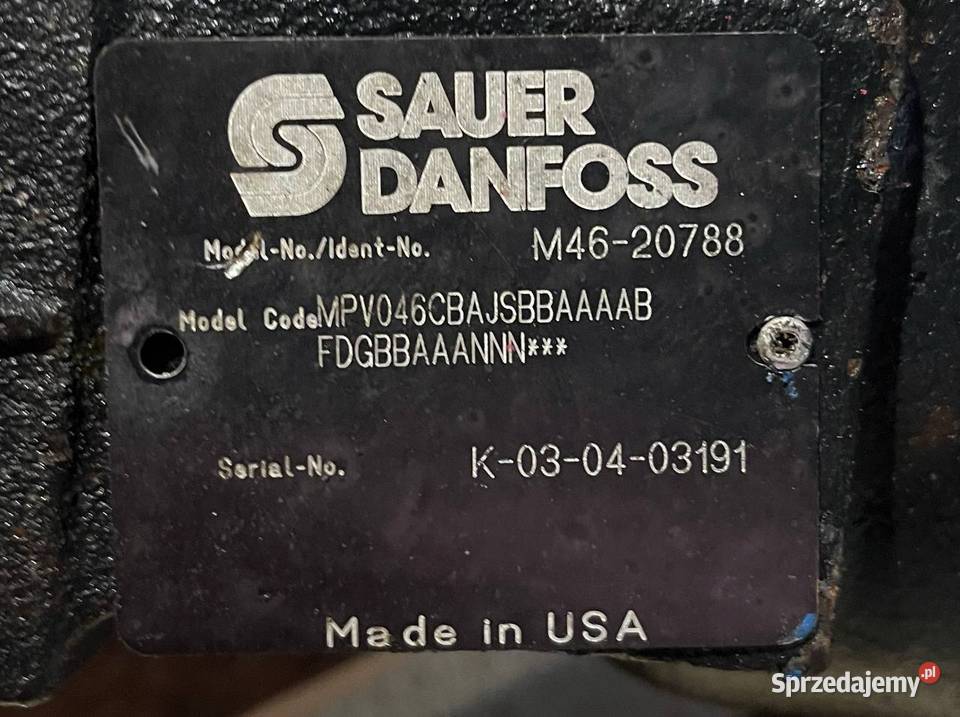 SAUER
DANFOSS
Model-No./Ident-No. M46-20788
Model Code MPV046CBAJSBBAAAAB
FDGBBAAANNN***
Serial-No. K-03-04-03191
Made in USA
Sprzedajemy.pl